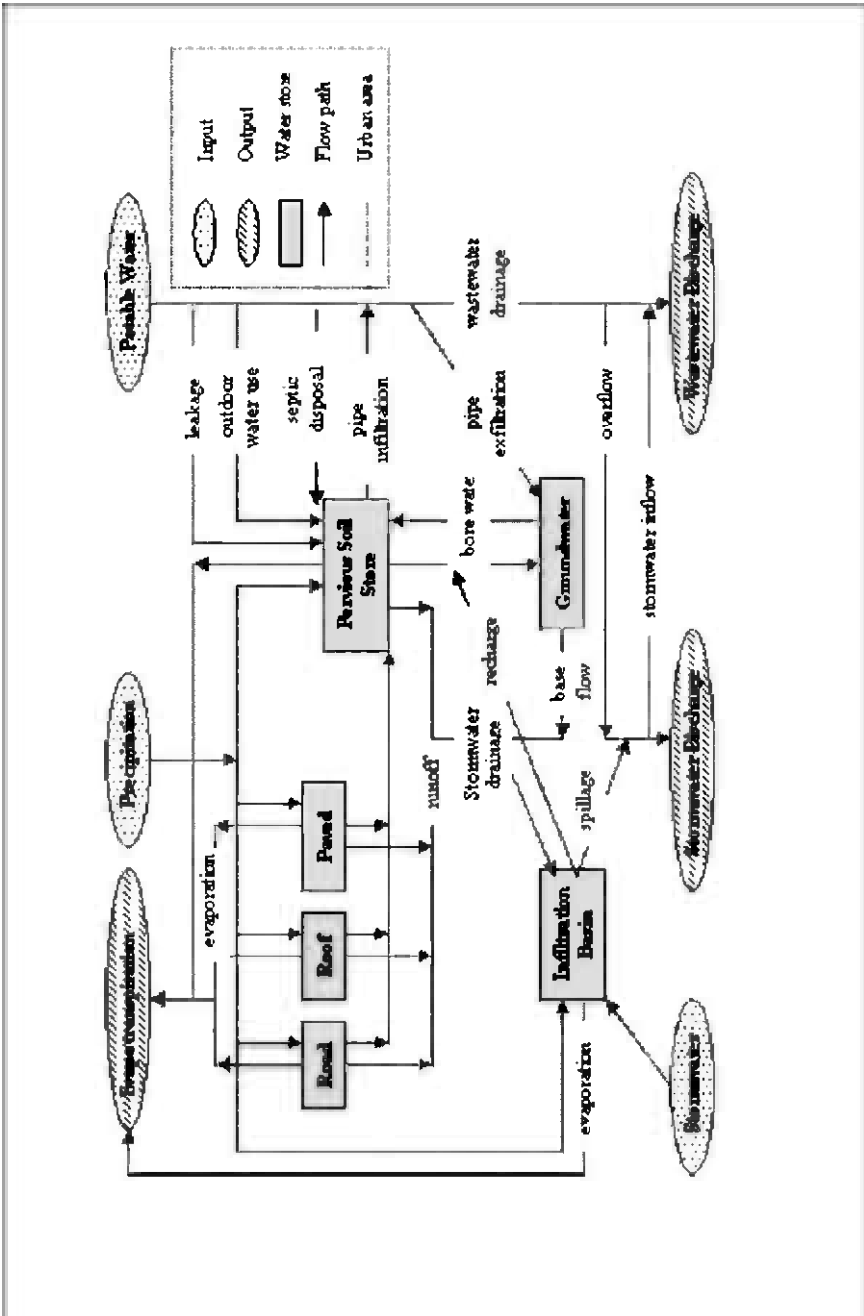 Evapotranspiration
Precipitation
Potable Water
evaporation
leakage
outdoor
water use
septic
disposal
pipe
infiltration
Road
Roof
Paved
Pervious Soil
Store
runoff
Stormwater
drainage
recharge
bore wate
pipe
exfiltration
wastewater
drainage
Infiltration
Basin
Groundwater
base
flow
evaporation
spillage
overflow
stormwater inflow
Stormwater
Stormwater Discharge
Wastewater Discharge
Input
Output
Water store
Flow path
Urban area